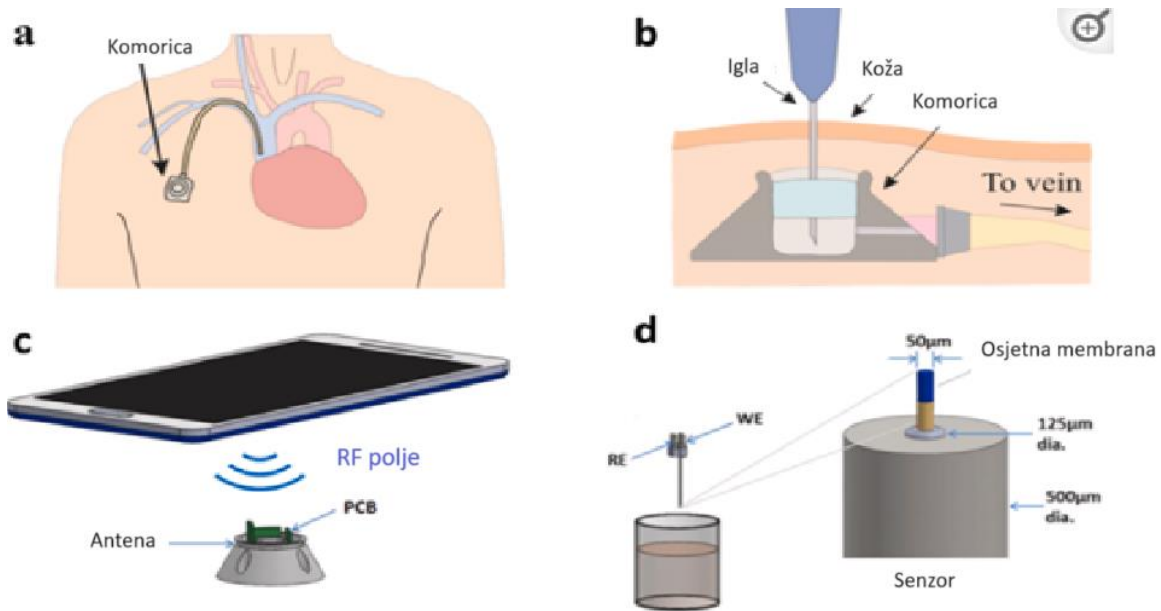 a
Komorica
b
Igla
Koža
Komorica
To vein
c
RF polje
PCB
Antena
d
50µm
Osjetna membrana
WE
RE
125µm
dia.
500µm
dia.
Senzor